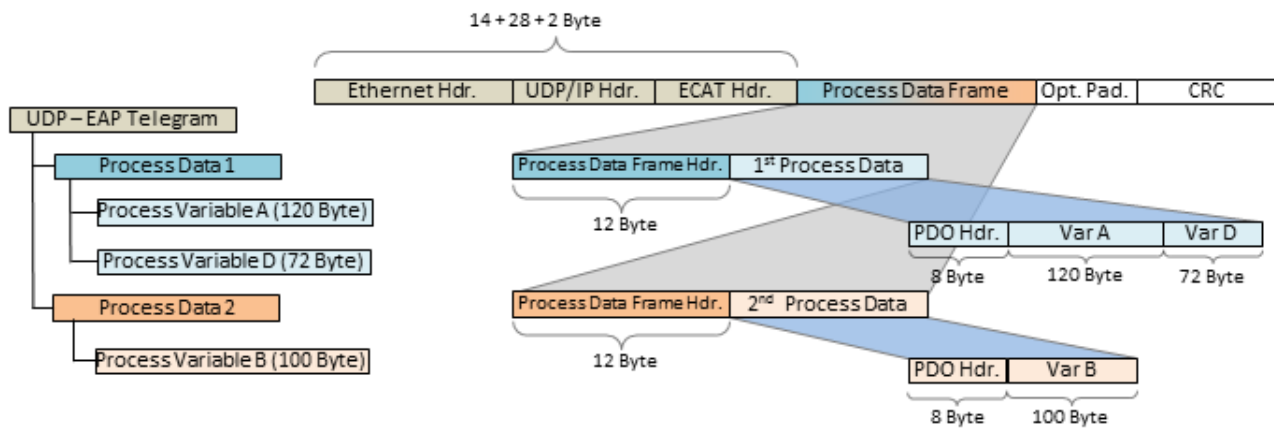 14 + 28 + 2 Byte
Ethernet Hdr. UDP/IP Hdr. ECAT Hdr. Process Data Frame Opt. Pad. CRC
UDP – EAP Telegram
Process Data 1
Process Data Frame Hdr. 1st Process Data
Process Variable A (120 Byte)
12 Byte
PDO Hdr. Var A Var D
Process Variable D (72 Byte)
8 Byte 120 Byte 72 Byte
Process Data 2
Process Data Frame Hdr. 2nd Process Data
Process Variable B (100 Byte)
12 Byte
PDO Hdr. Var B
8 Byte 100 Byte